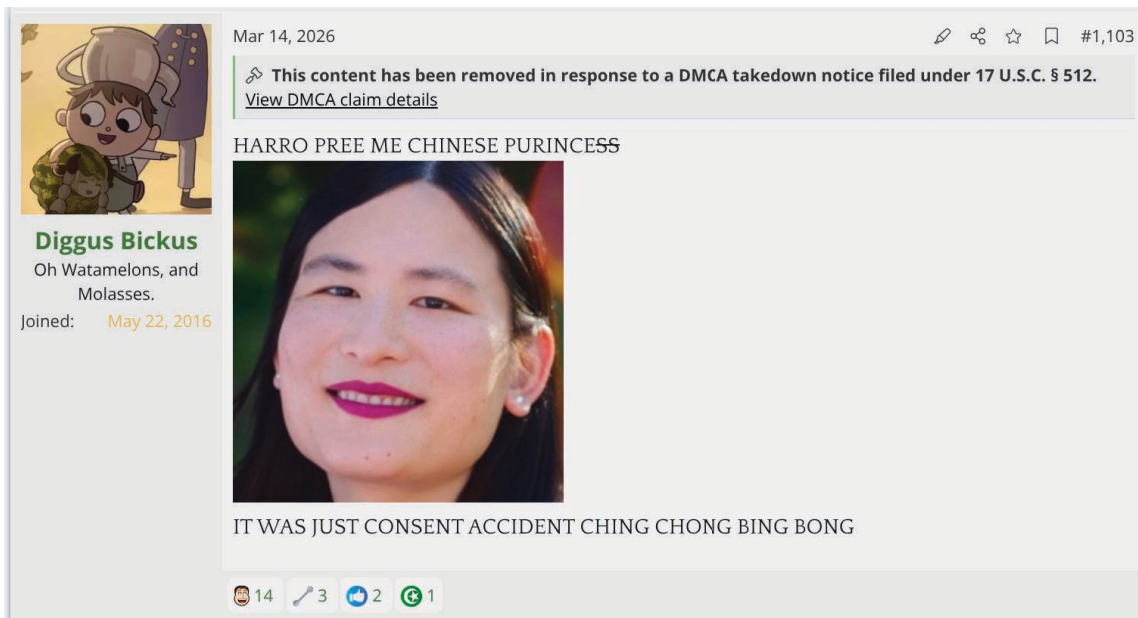 Mar 14, 2026
#1,103
This content has been removed in response to a DMCA takedown notice filed under 17 U.S.C. § 512.
View DMCA claim details
HARRO PREE ME CHINESE PURINCESS
IT WAS JUST CONSENT ACCIDENT CHING CHONG BING BONG
Diggus Bickus
Oh Watamelons, and
Molasses.
Joined: May 22, 2016
14 3 2 1